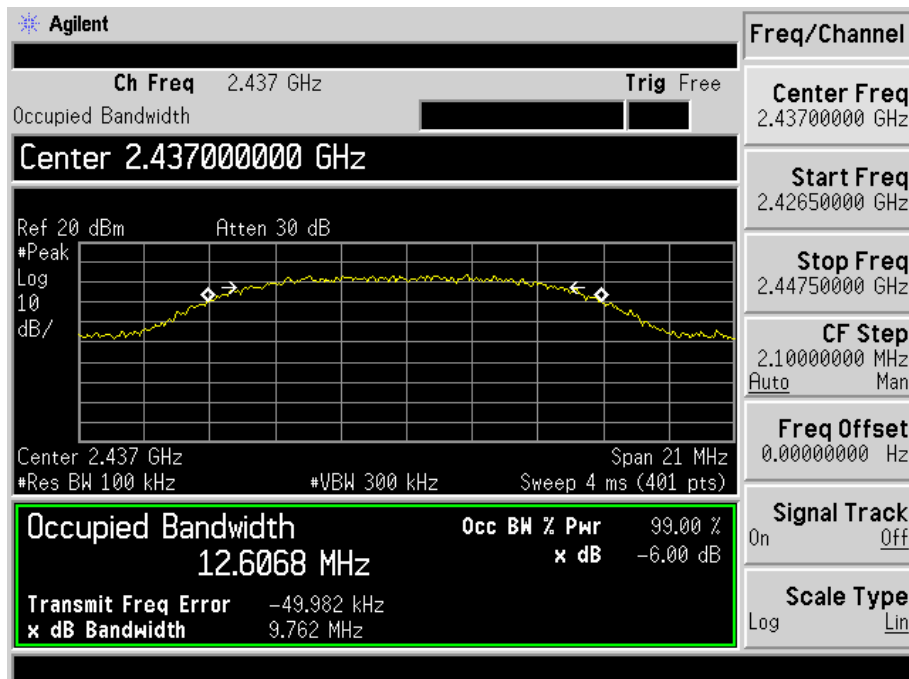 Agilent
Ch Freq 2.437 GHz Trig Free
Occupied Bandwidth
Center 2.437000000 GHz
Ref 20 dBm Atten 30 dB
#Peak
Log
10
dB/
Center 2.437 GHz Span 21 MHz
#Res BW 100 kHz #VBW 300 kHz Sweep 4 ms (401 pts)
Occupied Bandwidth
12.6068 MHz
Occ BW % Pwr 99.00 %
x dB -6.00 dB
Transmit Freq Error -49.982 kHz
x dB Bandwidth 9.762 MHz
Freq/Channel
Center Freq
2.43700000 GHz
Start Freq
2.42650000 GHz
Stop Freq
2.44750000 GHz
CF Step
2.10000000 MHz
Auto Man
Freq Offset
0.00000000 Hz
Signal Track
On Off
Scale Type
Log Lin